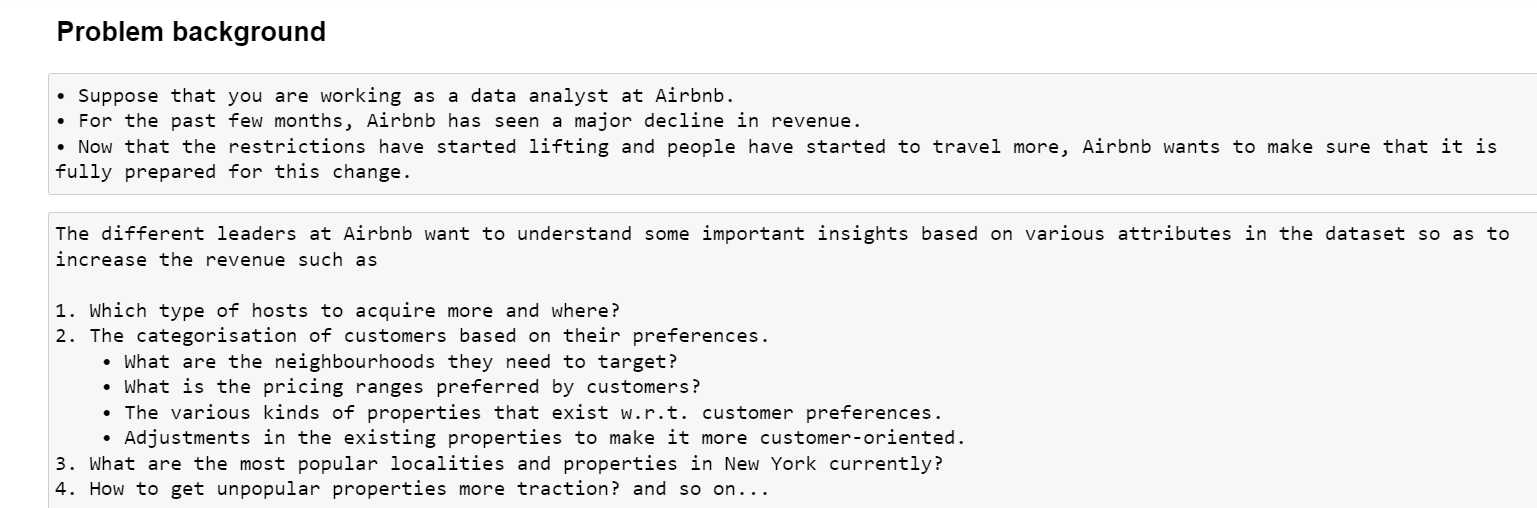 Problem background
• Suppose that you are working as a data analyst at Airbnb.
• For the past few months, Airbnb has seen a major decline in revenue.
• Now that the restrictions have started lifting and people have started to travel more, Airbnb wants to make sure that it is
fully prepared for this change.
The different leaders at Airbnb want to understand some important insights based on various attributes in the dataset so as to
increase the revenue such as
1. Which type of hosts to acquire more and where?
2. The categorisation of customers based on their preferences.
• What are the neighbourhoods they need to target?
• What is the pricing ranges preferred by customers?
• The various kinds of properties that exist w.r.t. customer preferences.
• Adjustments in the existing properties to make it more customer-oriented.
3. What are the most popular localities and properties in New York currently?
4. How to get unpopular properties more traction? and so on...